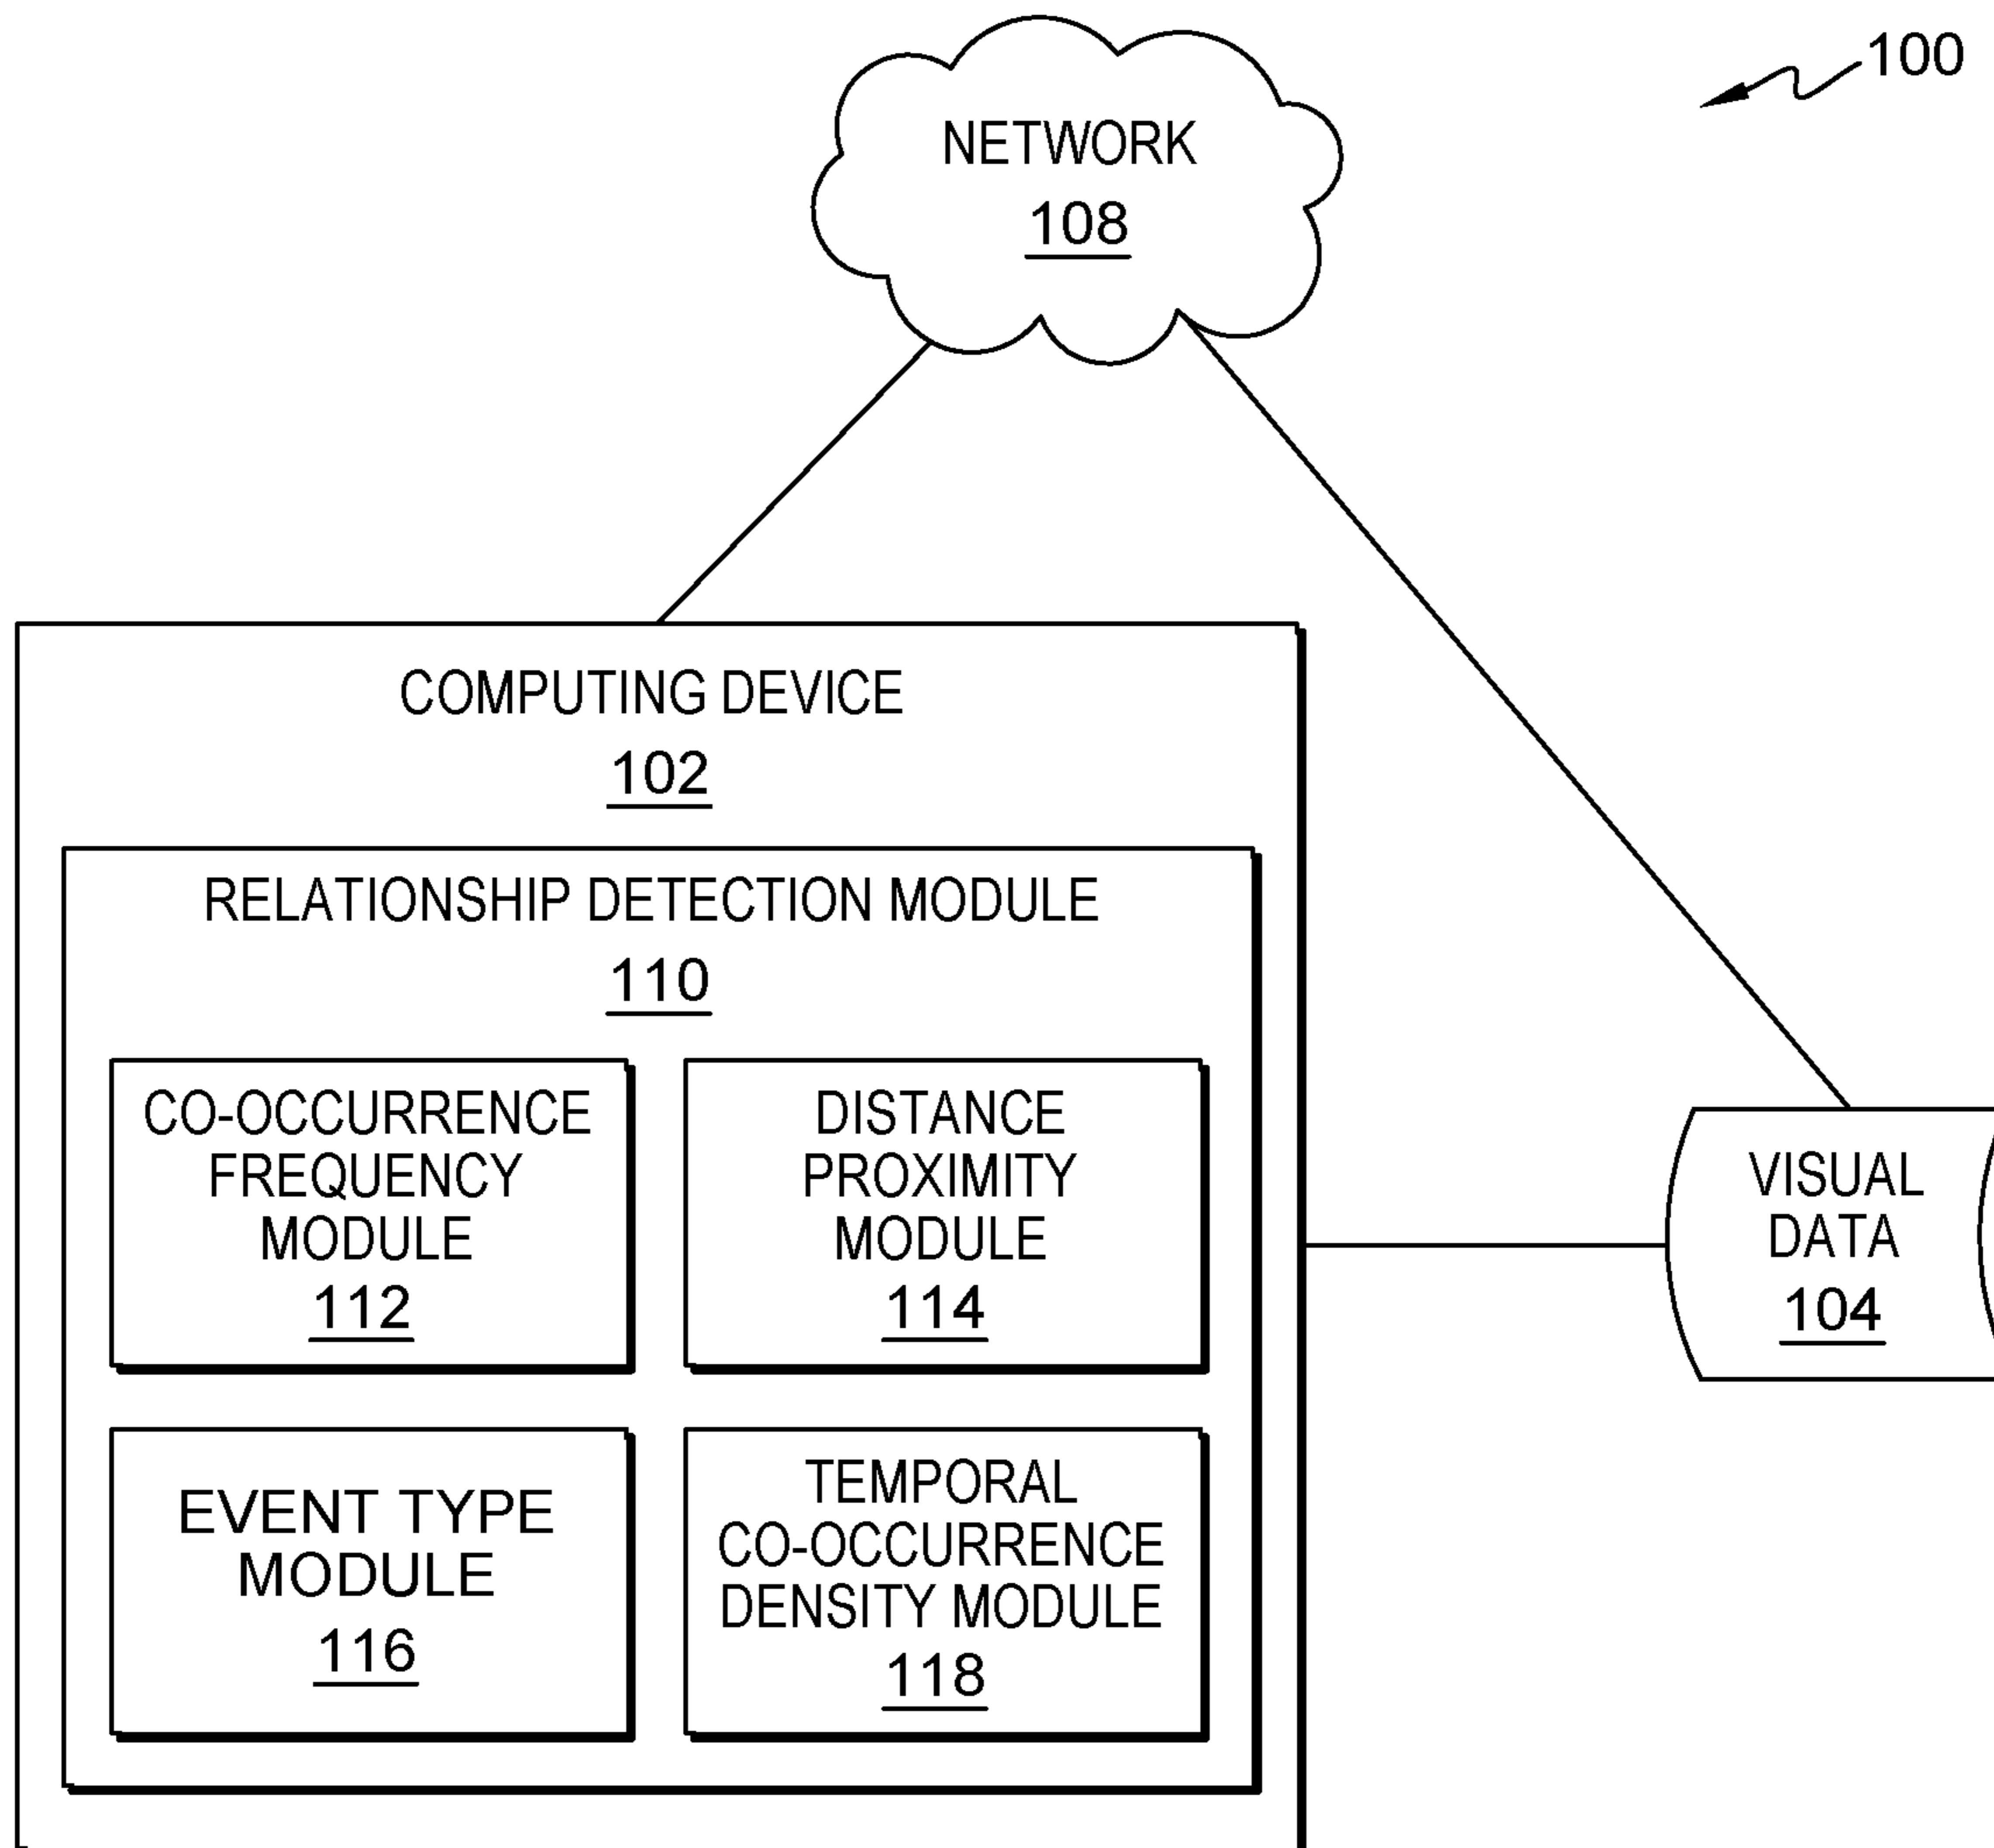 100
NETWORK
108
COMPUTING DEVICE
102
RELATIONSHIP DETECTION MODULE
110
CO-OCCURRENCE
FREQUENCY
MODULE
112
DISTANCE
PROXIMITY
MODULE
114
EVENT TYPE
MODULE
116
TEMPORAL
CO-OCCURRENCE
DENSITY MODULE
118
VISUAL
DATA
104